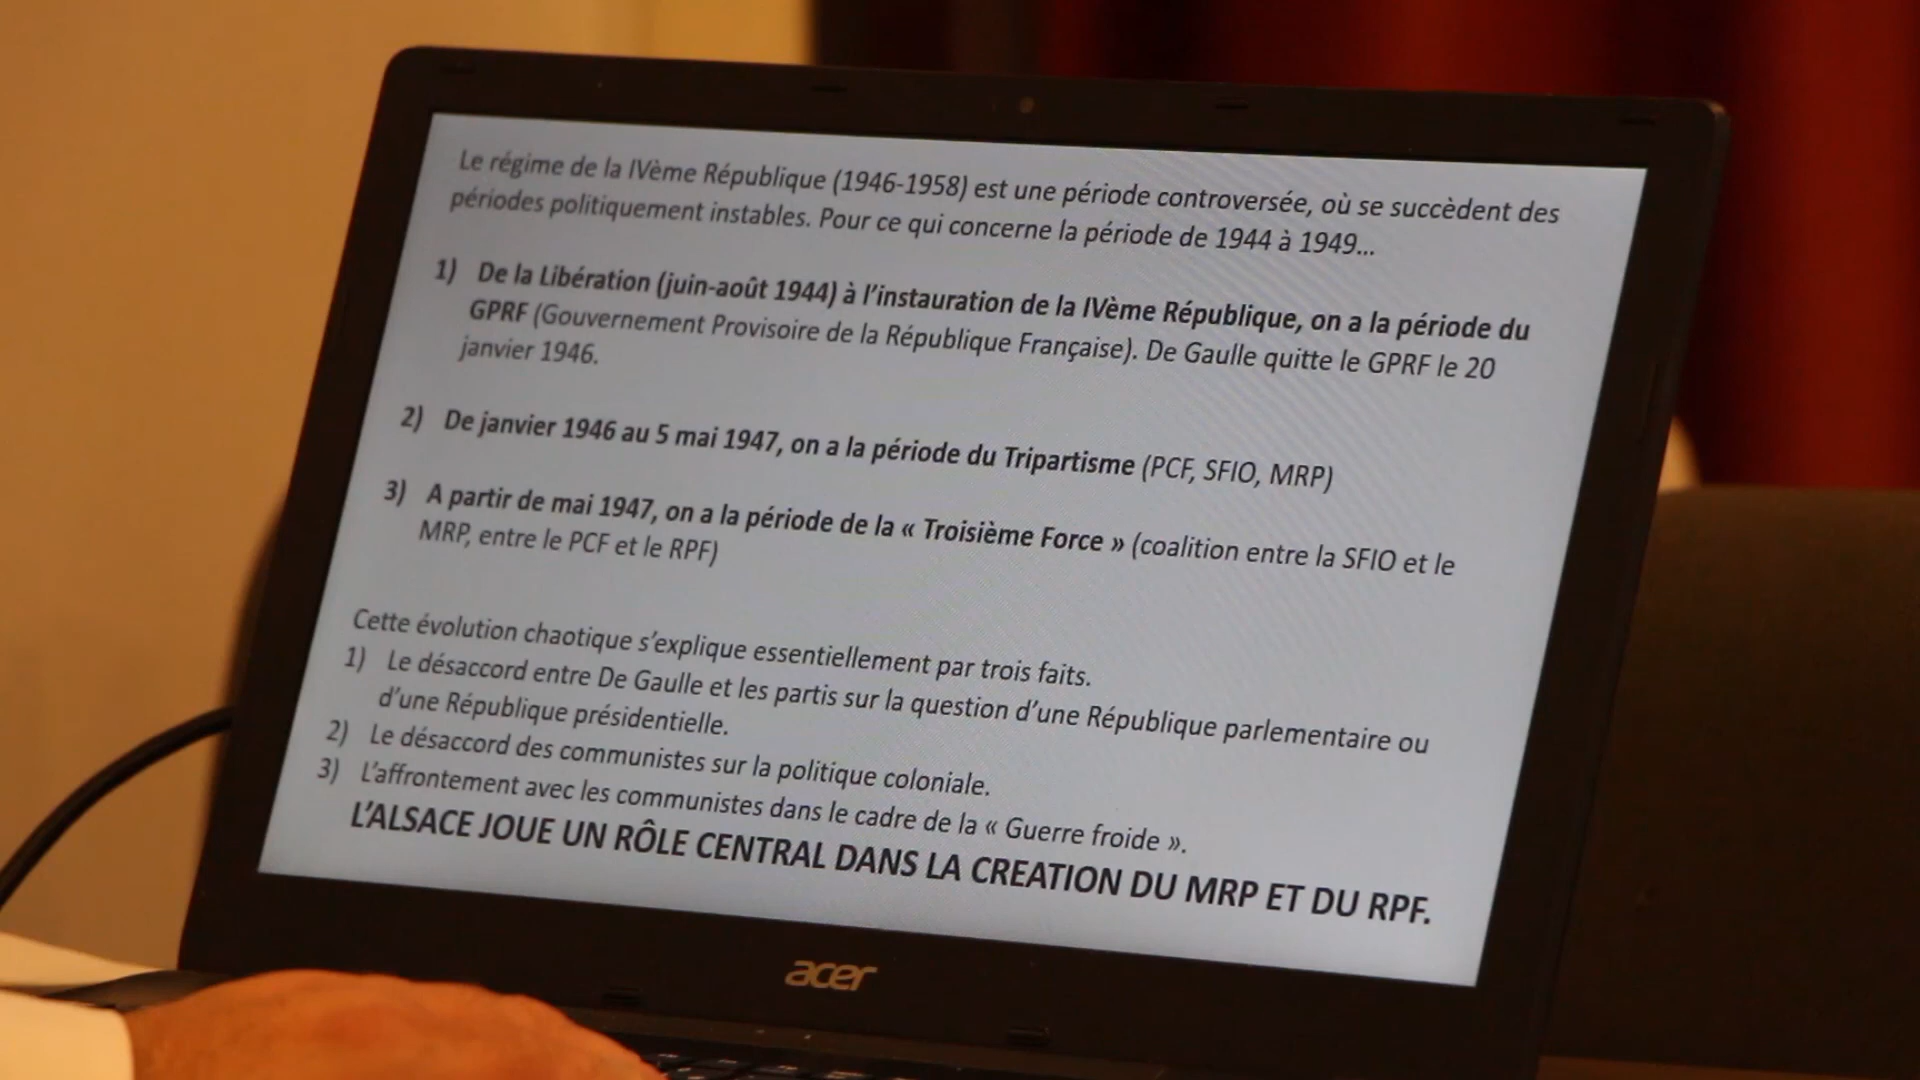 Le régime de la IVème République (1946-1958) est une période controversée, où se succèdent des
périodes politiquement instables. Pour ce qui concerne la période de 1944 à 1949...
1) De la Libération (juin-août 1944) à l'instauration de la IVème République, on a la période du
GPRF (Gouvernement Provisoire de la République Française). De Gaulle quitte le GPRF le 20
janvier 1946.
2) De janvier 1946 au 5 mai 1947, on a la période du Tripartisme (PCF, SFIO, MRP)
3) A partir de mai 1947, on a la période de la « Troisième Force » (coalition entre la SFIO et le
MRP, entre le PCF et le RPF)
Cette évolution chaotique s'explique essentiellement par trois faits.
1) Le désaccord entre De Gaulle et les partis sur la question d'une République parlementaire ou
d'une République présidentielle.
2) Le désaccord des communistes sur la politique coloniale.
3) L'affrontement avec les communistes dans le cadre de la « Guerre froide ».
L'ALSACE JOUE UN RÔLE CENTRAL DANS LA CREATION DU MRP ET DU RPF.
acer